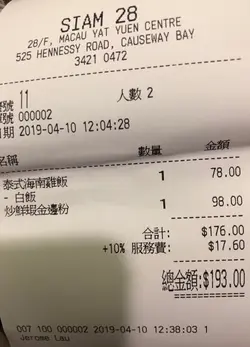 SIAM 28
28/F, MACAU YAT YUEN CENTRE
525 HENNESSY ROAD, CAUSEWAY BAY
3421 0472
號 11 人數 2
號 000002
日期 2019-04-10 12:04:28
名稱 數量 金額
泰式海南雞飯 1 78.00
- 白飯
炒鮮蝦金邊粉 1 98.00
合計: $176.00
+10% 服務費: $17.60
總金額:$193.00
007 100 000002 2019-04-10 12:38:03 1
Jerose Lau